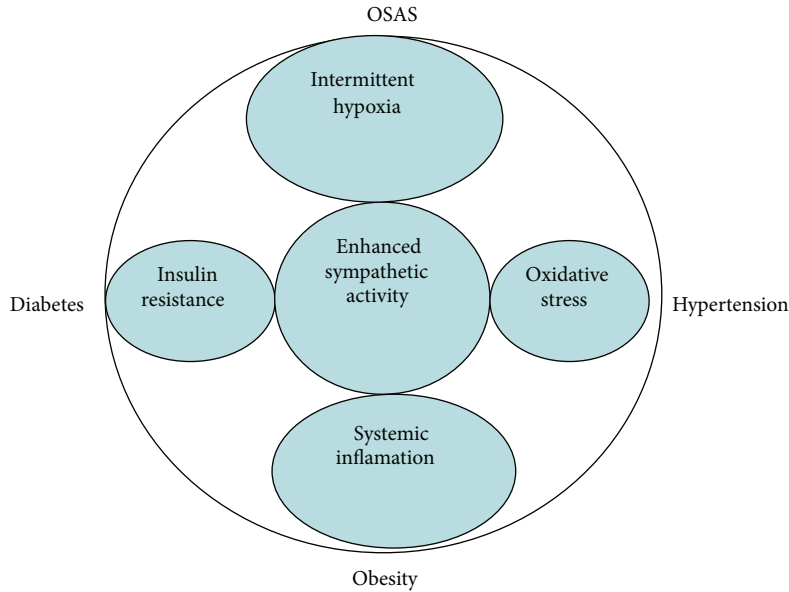 OSAS
Intermittent
hypoxia
Enhanced
sympathetic
activity
Insulin
resistance
Oxidative
stress
Diabetes
Hypertension
Systemic
inflamation
Obesity